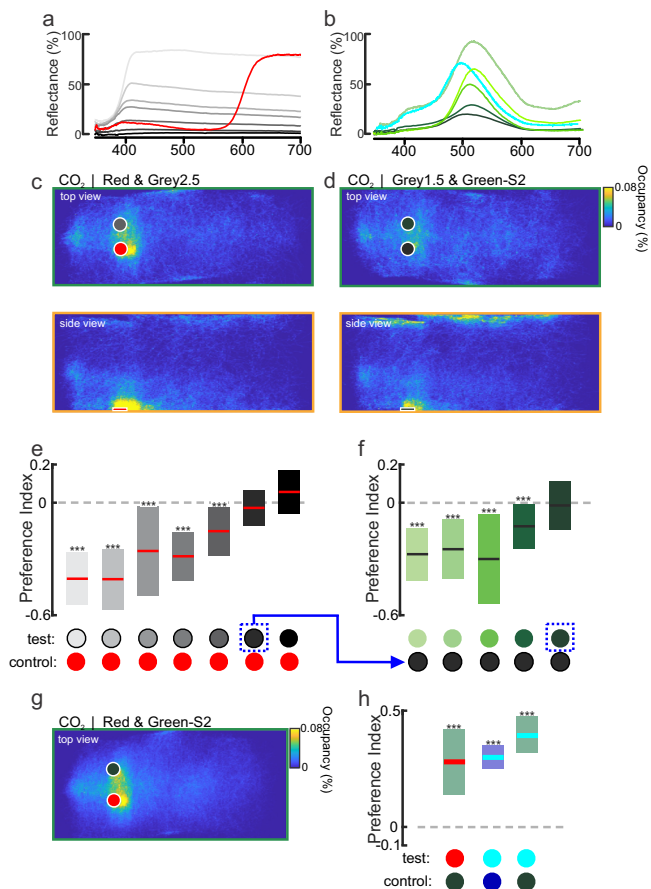 a
b
Reflectance (%)
100
50
0
400
500
600
700
Reflectance (%)
100
50
0
400
500
600
700
c
CO₂ | Red & Grey2.5
top view
side view
d
CO₂ | Grey1.5 & Green-S2
top view
side view
0.08
0
Occupancy (%)
e
Preference Index
0.2
0
-0.6
*** *** *** *** ***
test:
control:
f
Preference Index
0.2
0
-0.6
*** *** *** ***
g
CO₂ | Red & Green-S2
top view
0.08
0
Occupancy (%)
h
Preference Index
0.5
0
-0.1
*** *** ***
test:
control: